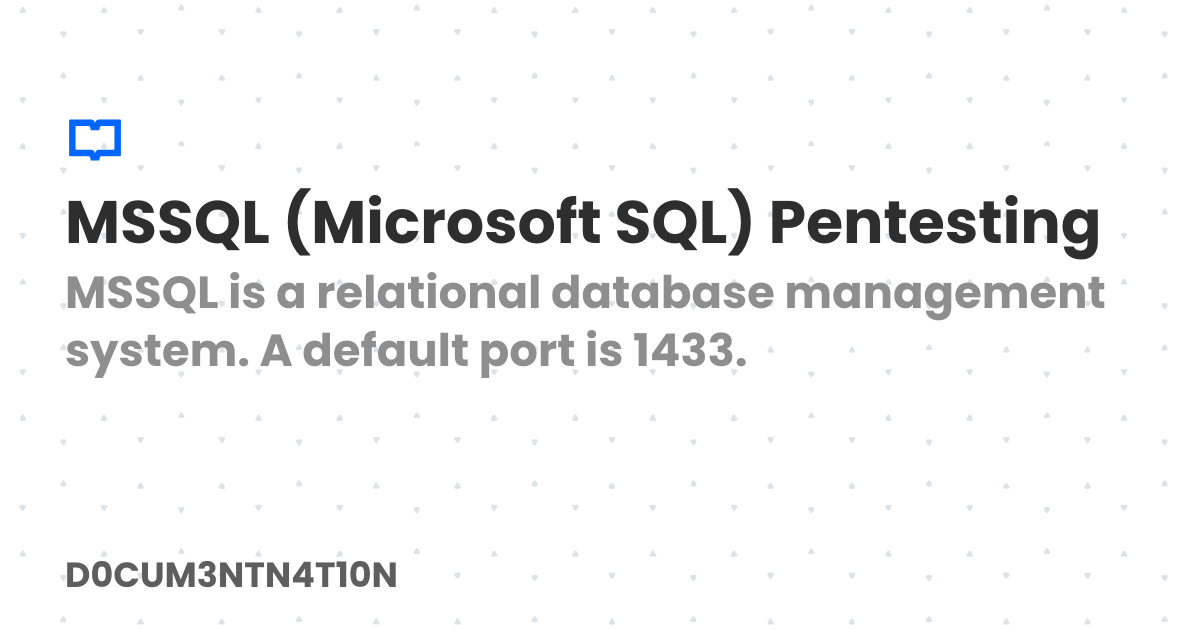 MSSQL (Microsoft SQL) Pentesting
MSSQL is a relational database management
system. A default port is 1433.
D0CUM3NTN4T10N